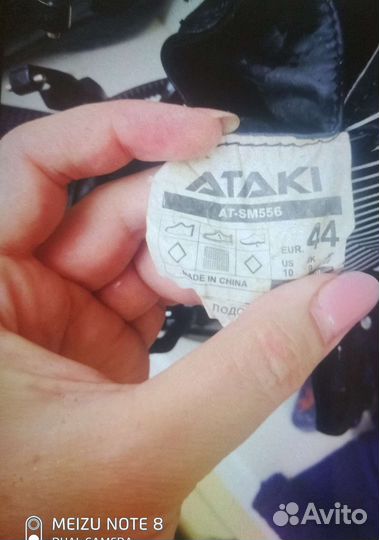 ATAKI
AT-SM556
EUR. 44
US
10
MADE IN CHINA
MEIZU NOTE 8
DUAL CAMERA
Avito